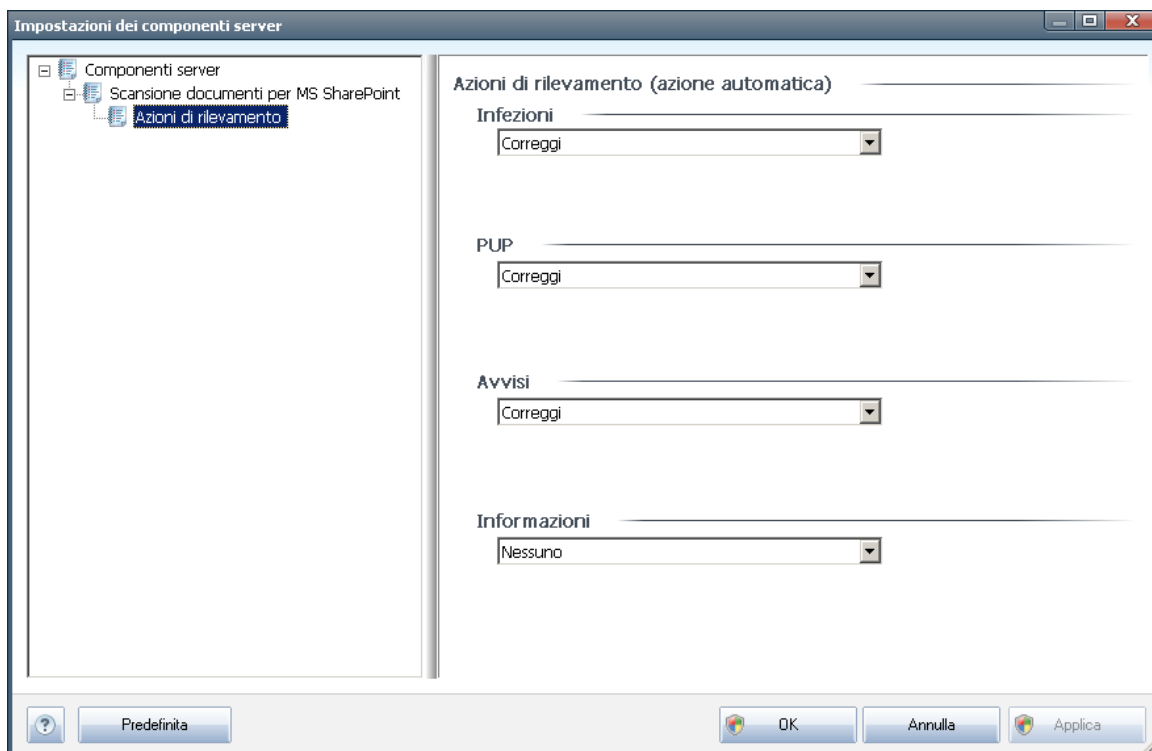 Impostazioni dei componenti server
Componenti server
Scansione documenti per MS SharePoint
Azioni di rilevamento
Azioni di rilevamento (azione automatica)
Infezioni
Correggi
PUP
Correggi
Avvisi
Correggi
Informazioni
Nessuno
?
Predefinita
OK
Annulla
Applica